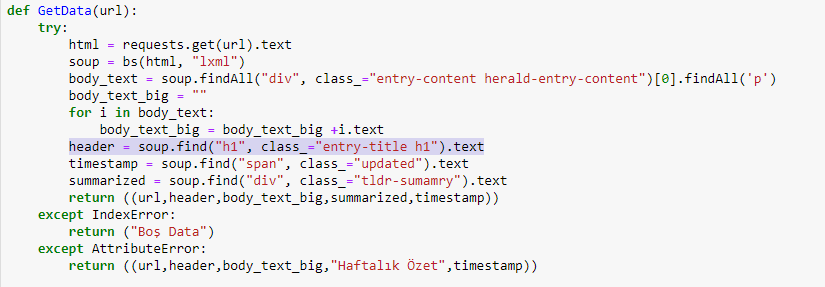 def GetData(url):
    try:
        html = requests.get(url).text
        soup = bs(html, "lxml")
        body_text = soup.findAll("div", class_="entry-content herald-entry-content")[0].findAll('p')
        body_text_big = ""
        for i in body_text:
            body_text_big = body_text_big +i.text
        header = soup.find("h1", class_="entry-title h1").text
        timestamp = soup.find("span", class_="updated").text
        summarized = soup.find("div", class_="tldr-sumamry").text
        return ((url,header,body_text_big,summarized,timestamp))
    except IndexError:
        return ("Boş Data")
    except AttributeError:
        return ((url,header,body_text_big,"Haftalık Özet",timestamp))